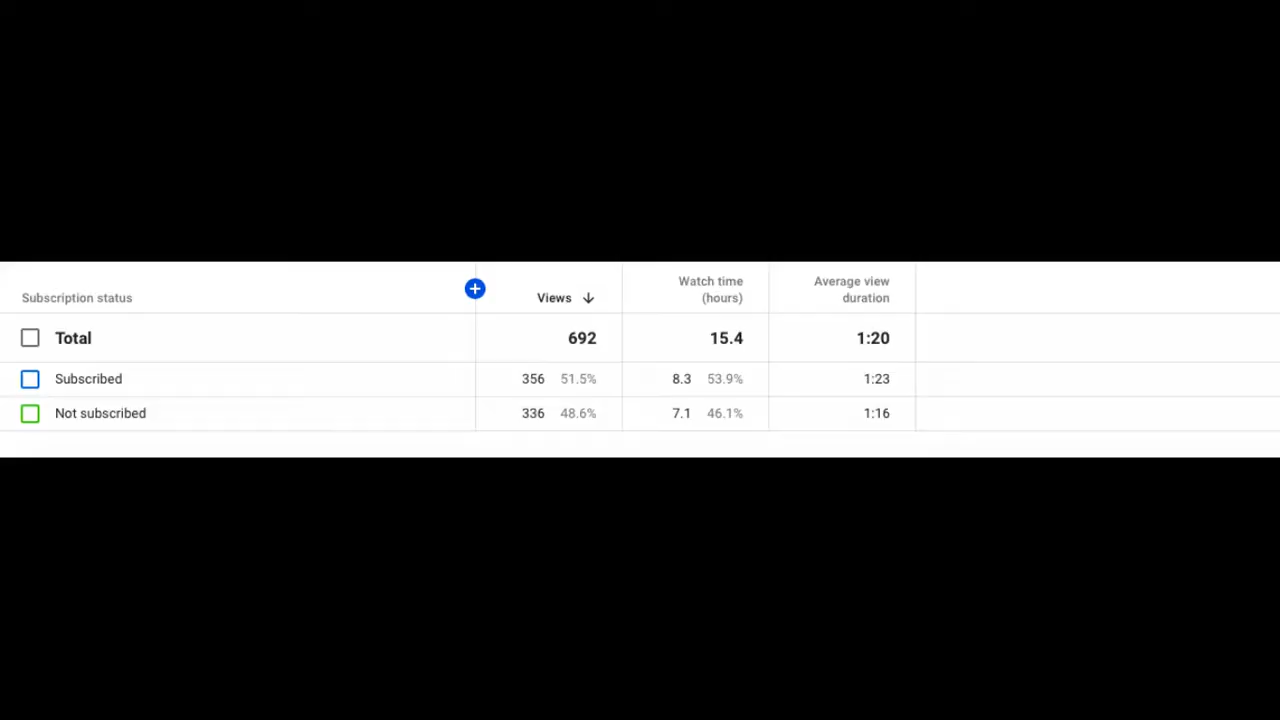 Subscription status
Views
Watch time
(hours)
Average view
duration
Total 692 15.4 1:20
Subscribed 356 51.5% 8.3 53.9% 1:23
Not subscribed 336 48.6% 7.1 46.1% 1:16